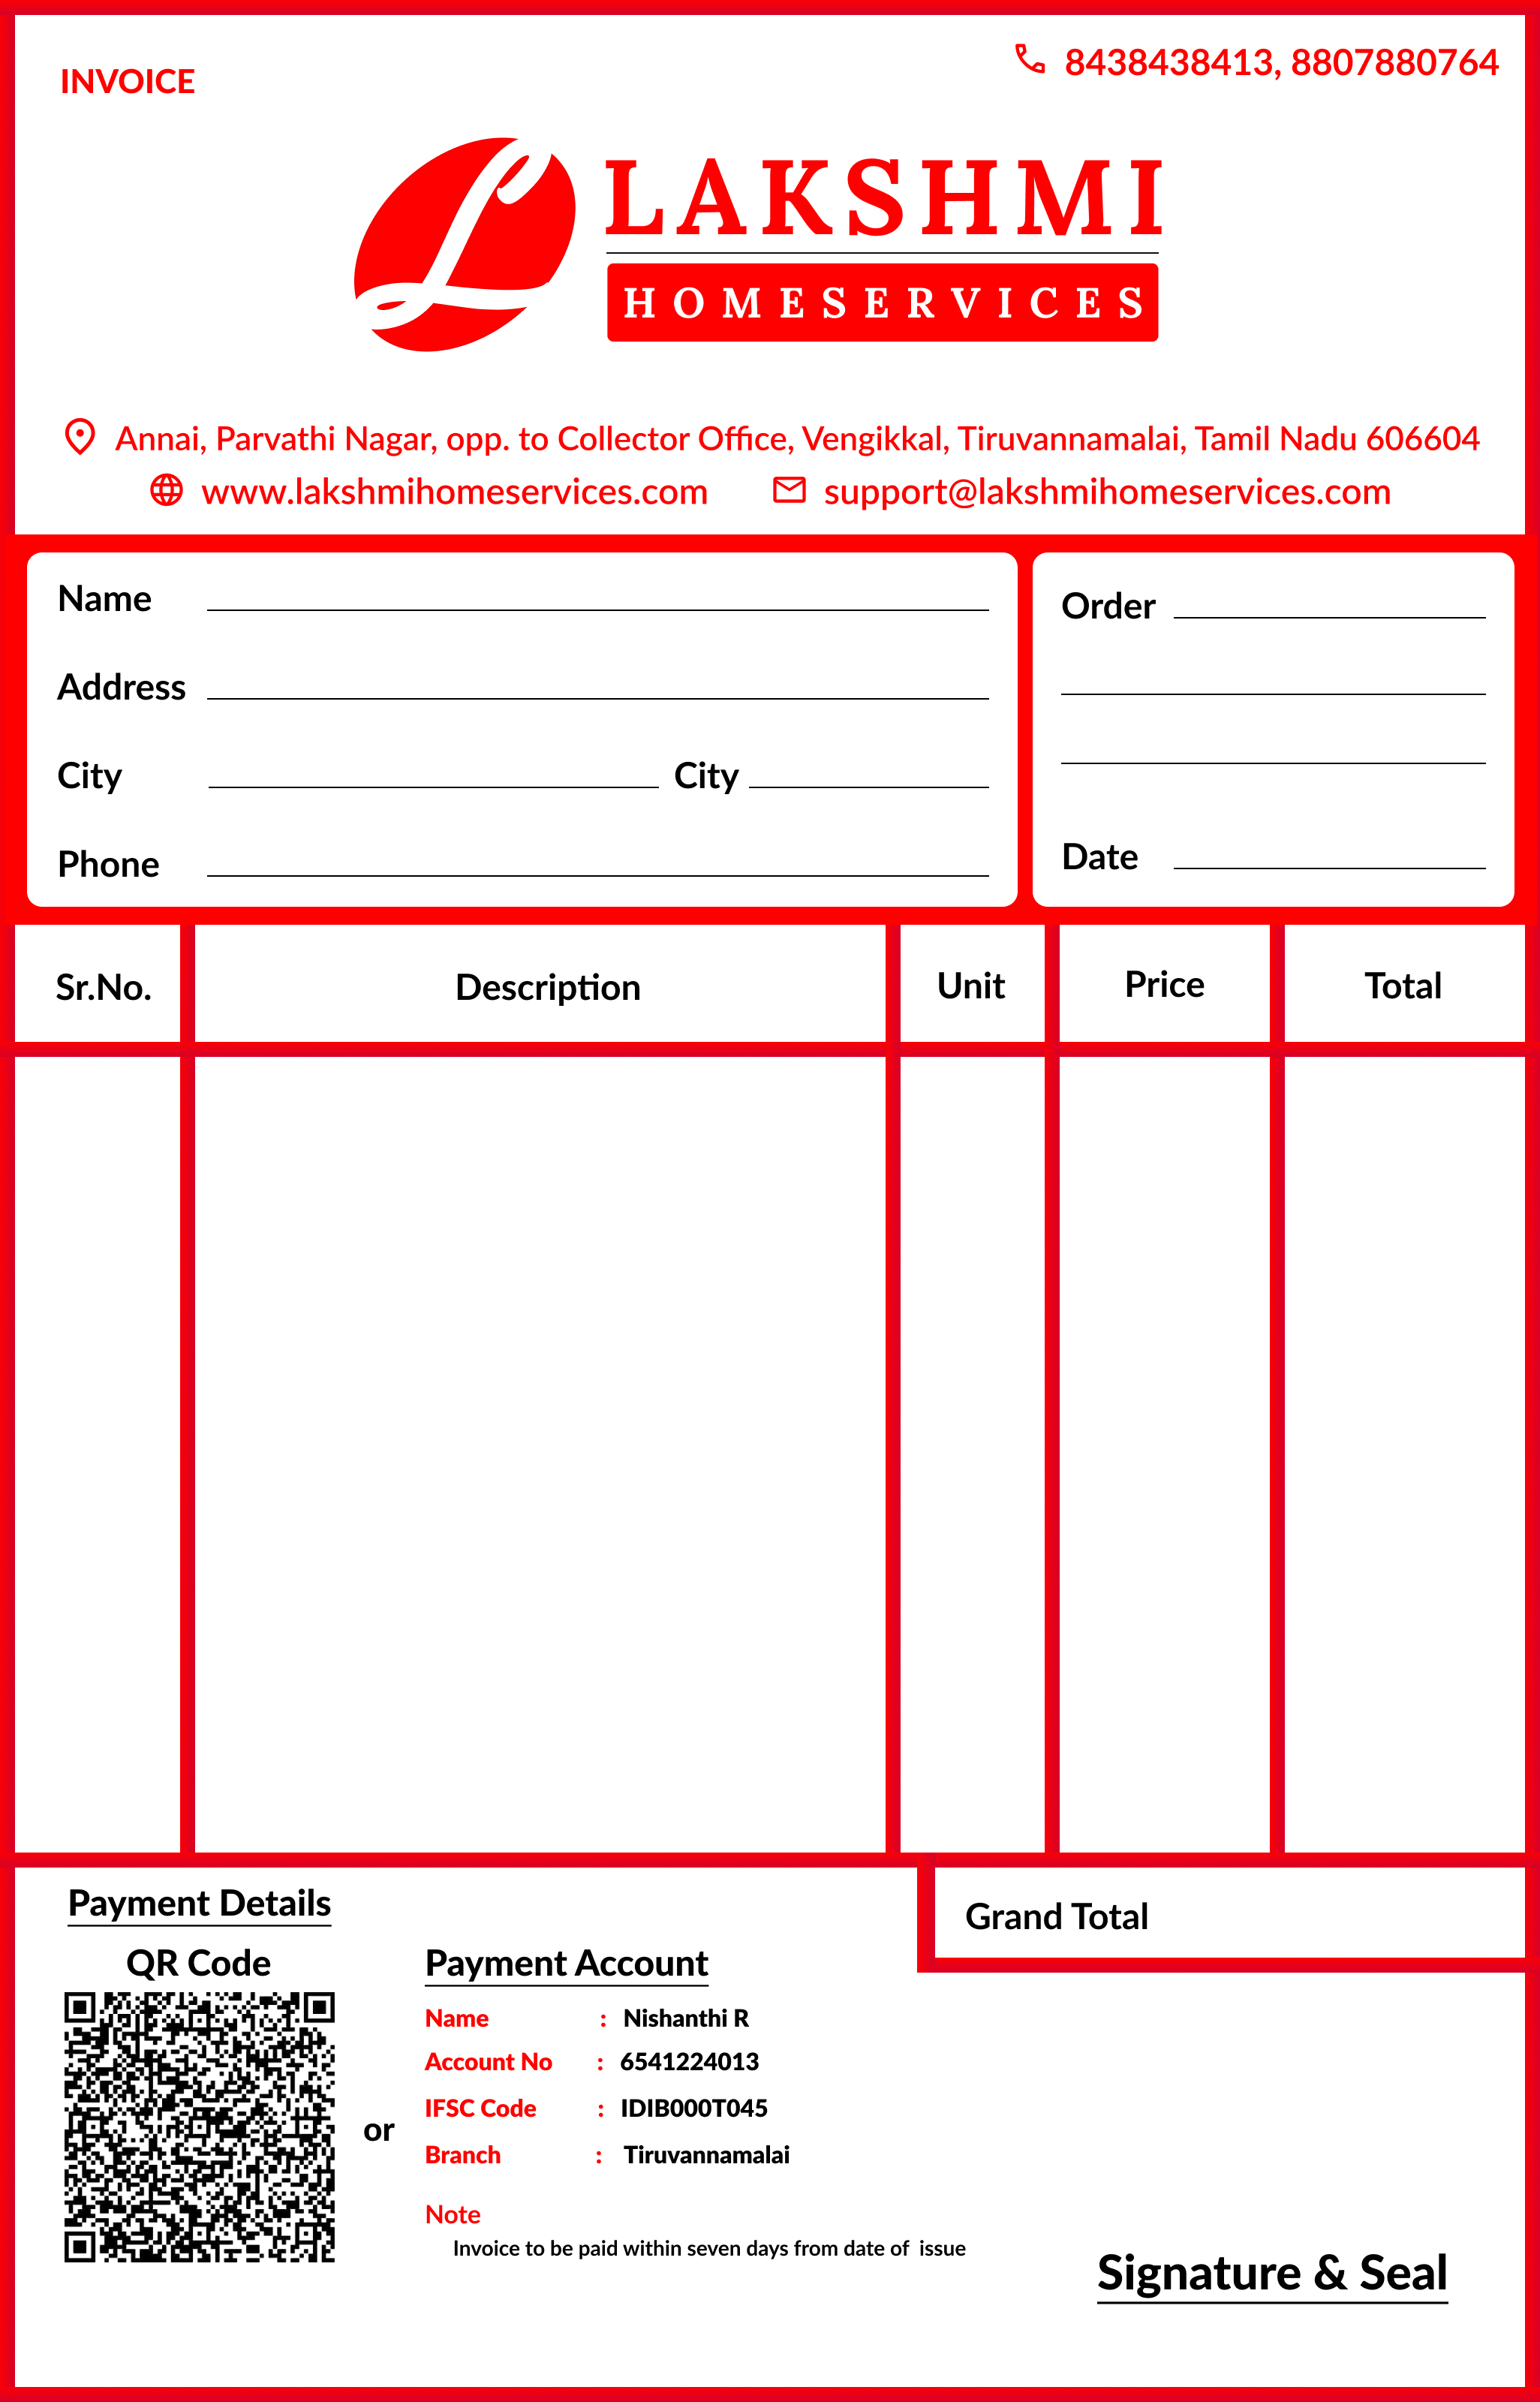 INVOICE
8438438413, 8807880764
LAKSHMI
HOMESERVICES
Annai, Parvathi Nagar, opp. to Collector Office, Vengikkal, Tiruvannamalai, Tamil Nadu 606604
www.lakshmihomeservices.com support@lakshmihomeservices.com
Name
Address
City City
Phone
Order
Date
Sr.No. Description Unit Price Total
Grand Total
Payment Details
QR Code
or
Payment Account
Name : Nishanthi R
Account No : 6541224013
IFSC Code : IDIB000T045
Branch : Tiruvannamalai
Note
Invoice to be paid within seven days from date of issue
Signature & Seal